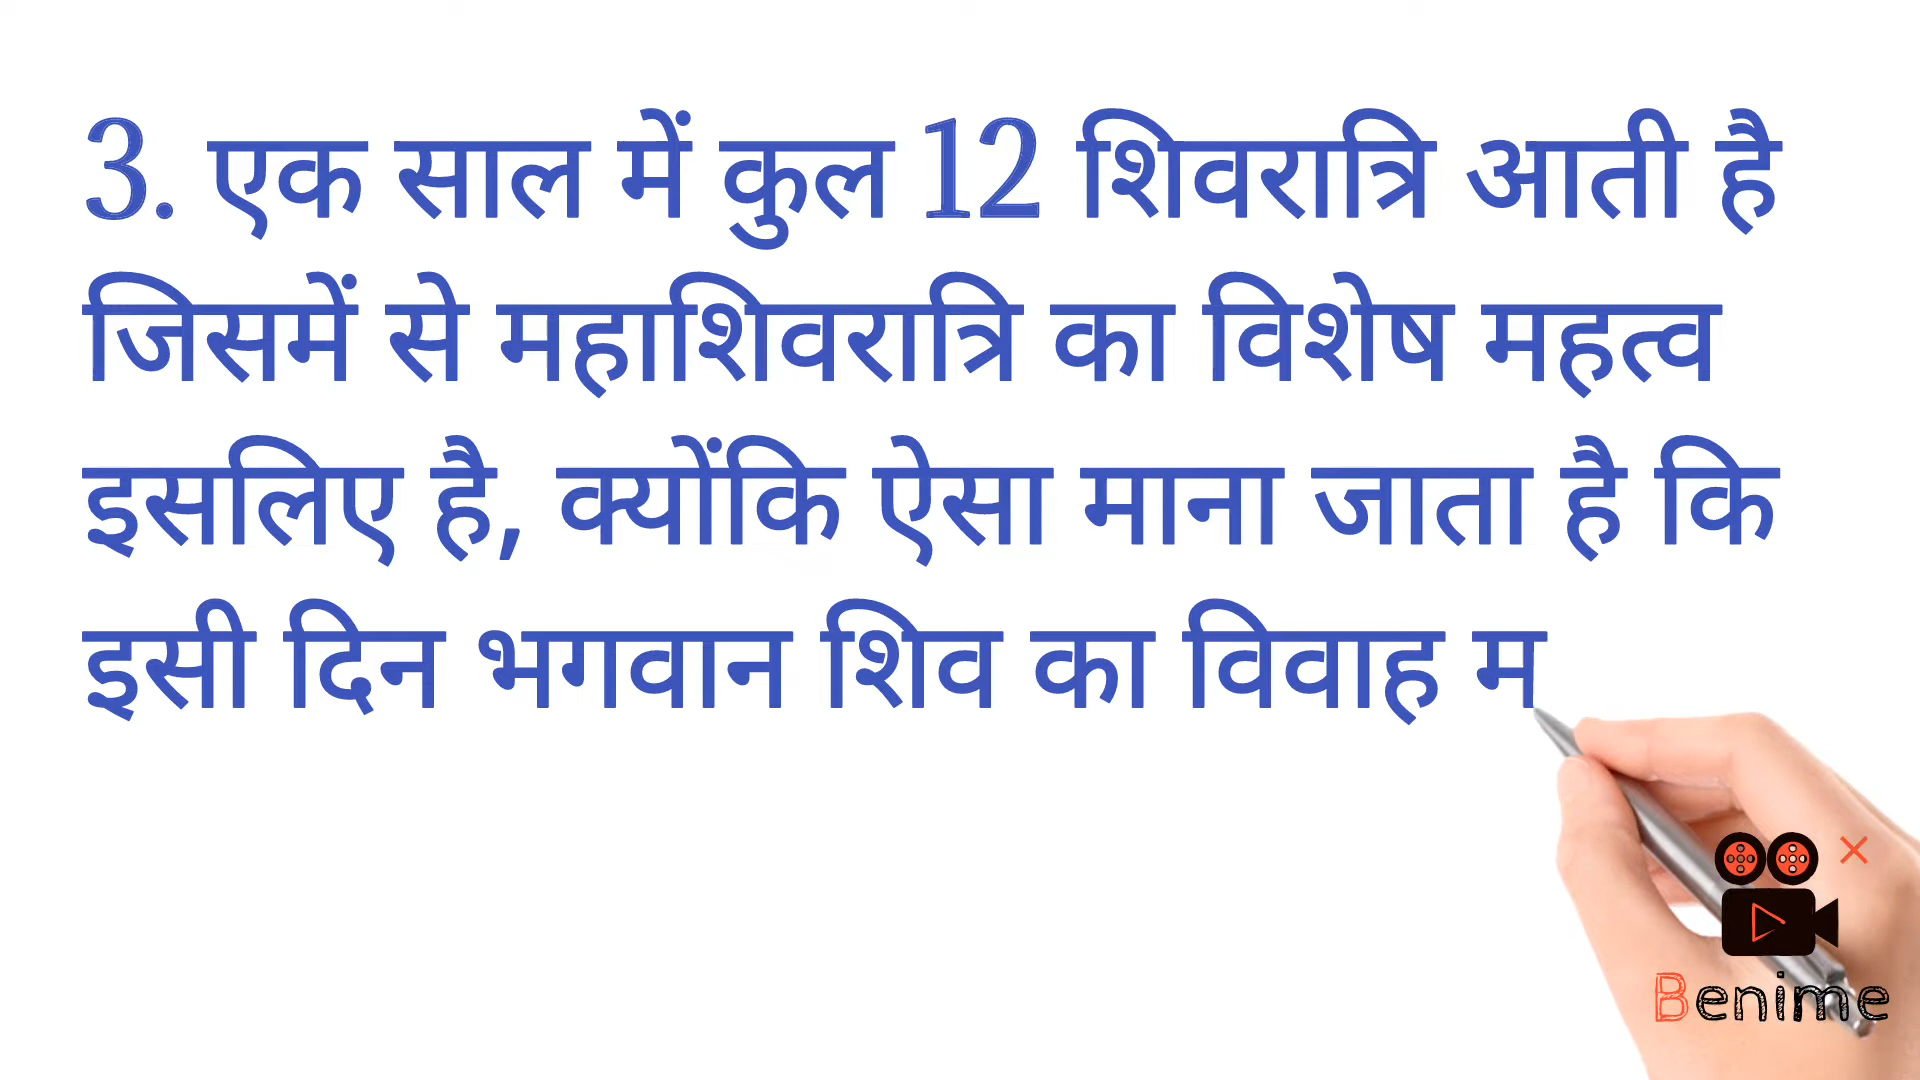 3. एक साल में कुल 12 शिवरात्रि आती है
जिसमें से महाशिवरात्रि का विशेष महत्व
इसलिए है, क्योंकि ऐसा माना जाता है कि
इसी दिन भगवान शिव का विवाह म
Benime